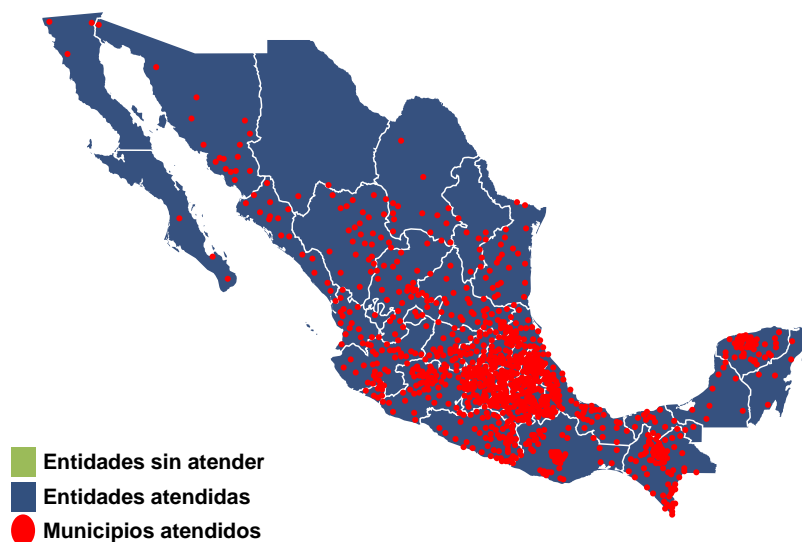 Entidades sin atender
Entidades atendidas
Municipios atendidos